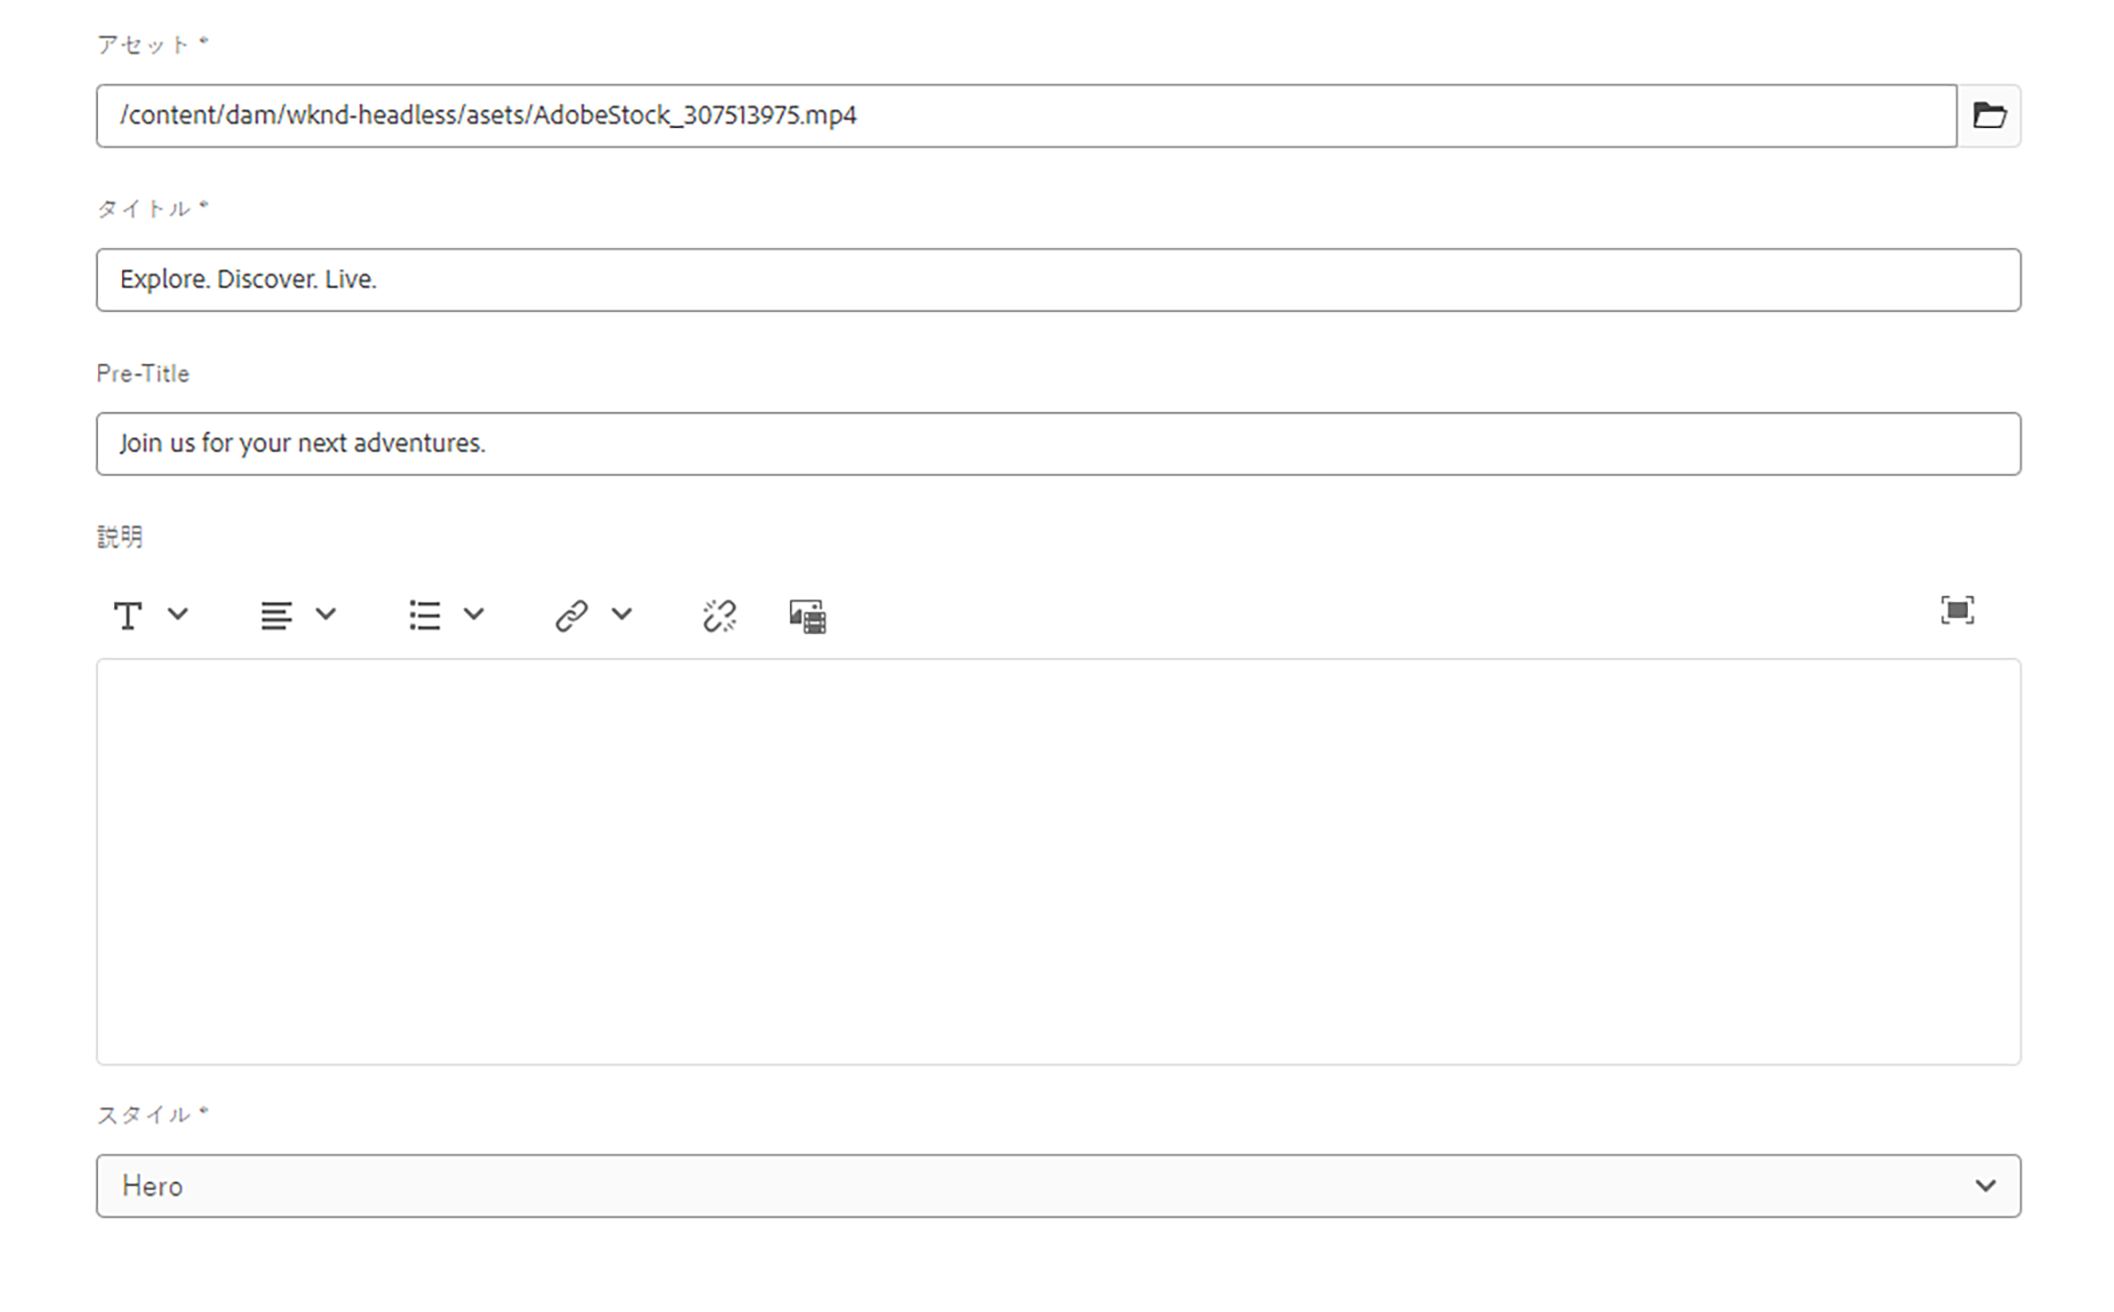 アセット *
/content/dam/wknd-headless/asets/AdobeStock_307513975.mp4
タイトル *
Explore. Discover. Live.
Pre-Title
Join us for your next adventures.
説明
スタイル *
Hero